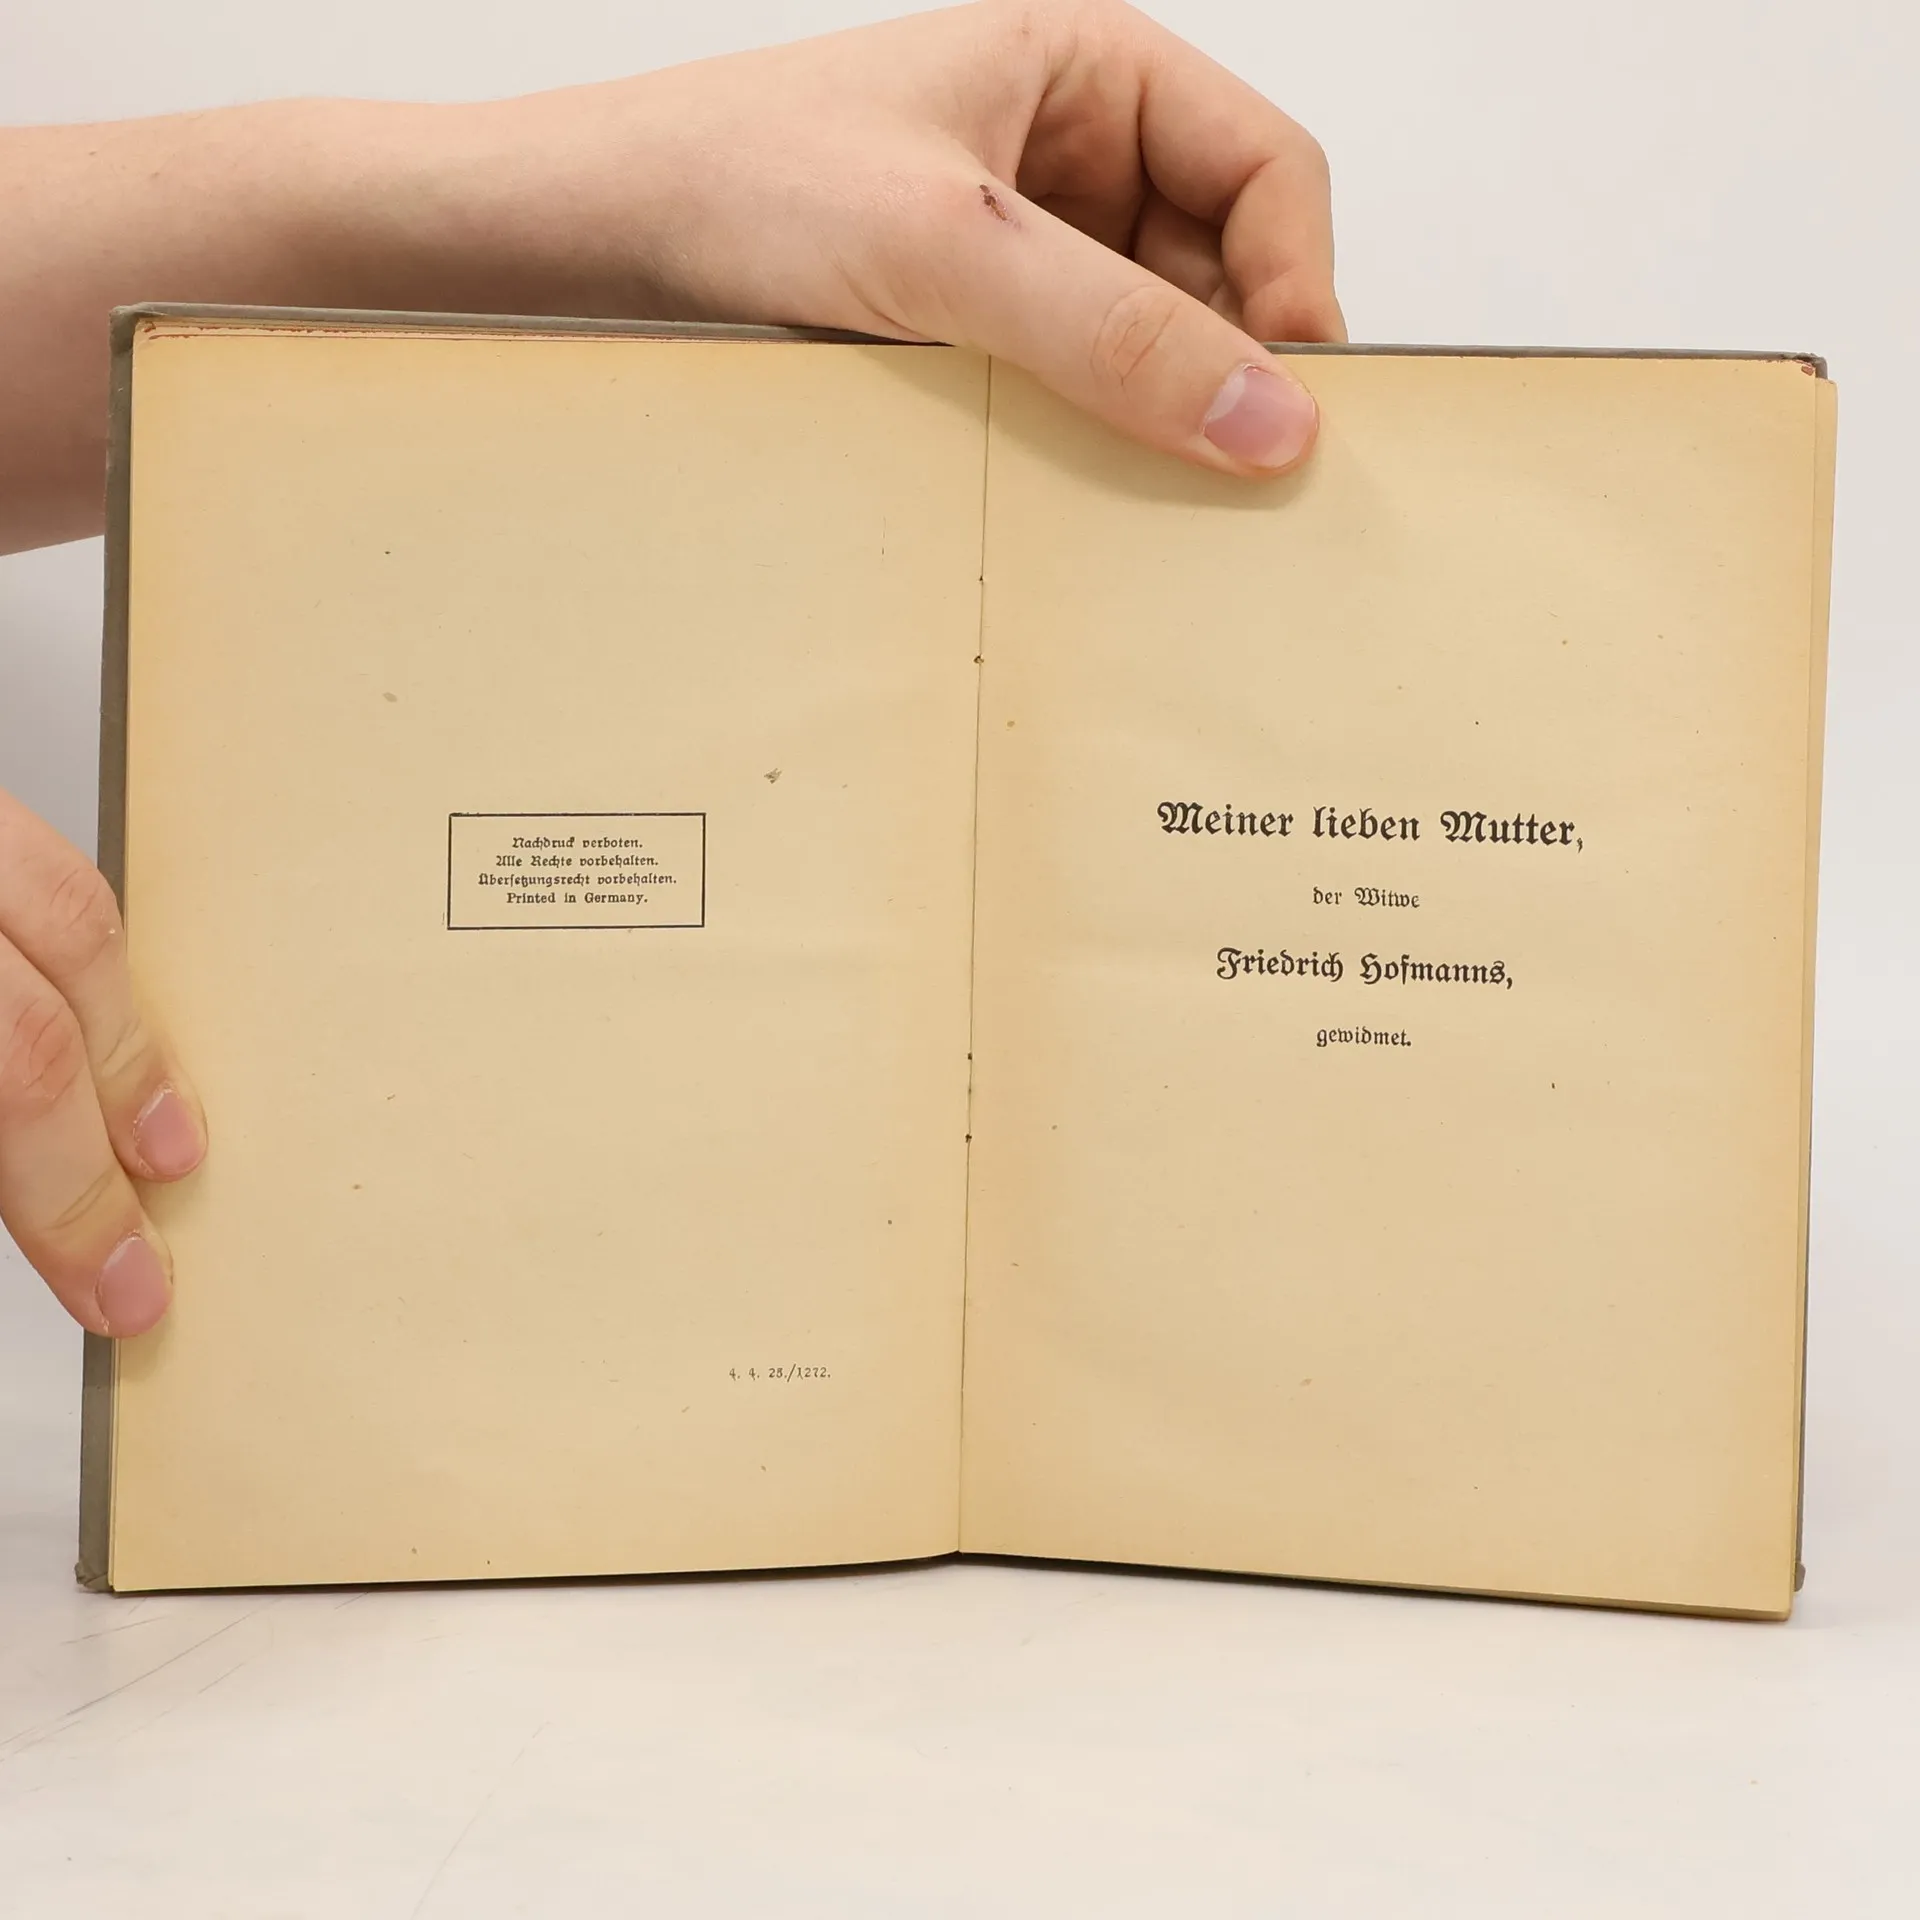 Nachdruck verboten.
Alle Rechte vorbehalten.
Übersetzungsrecht vorbehalten.
Printed in Germany.
4. 4. 25./1272.
Meiner lieben Mutter,
der Witwe
Friedrich Hofmanns,
gewidmet.